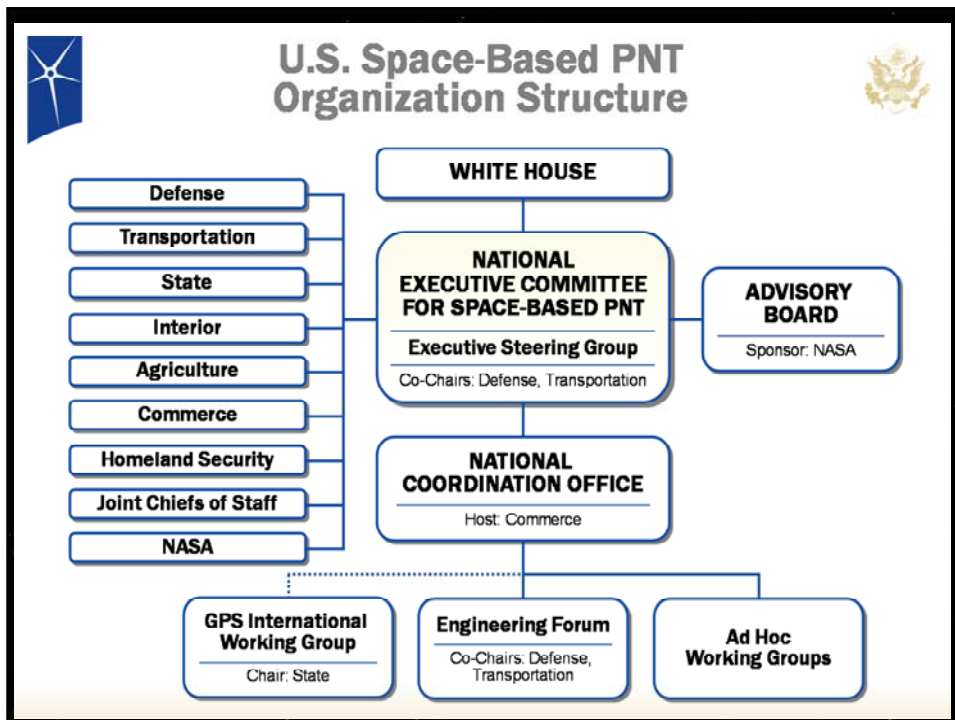 U.S. Space-Based PNT
Organization Structure
WHITE HOUSE
Defense
Transportation
State
Interior
Agriculture
Commerce
Homeland Security
Joint Chiefs of Staff
NASA
NATIONAL
EXECUTIVE COMMITTEE
FOR SPACE-BASED PNT
Executive Steering Group
Co-Chairs: Defense, Transportation
ADVISORY
BOARD
Sponsor: NASA
NATIONAL
COORDINATION OFFICE
Host: Commerce
GPS International
Working Group
Chair: State
Engineering Forum
Co-Chairs: Defense,
Transportation
Ad Hoc
Working Groups